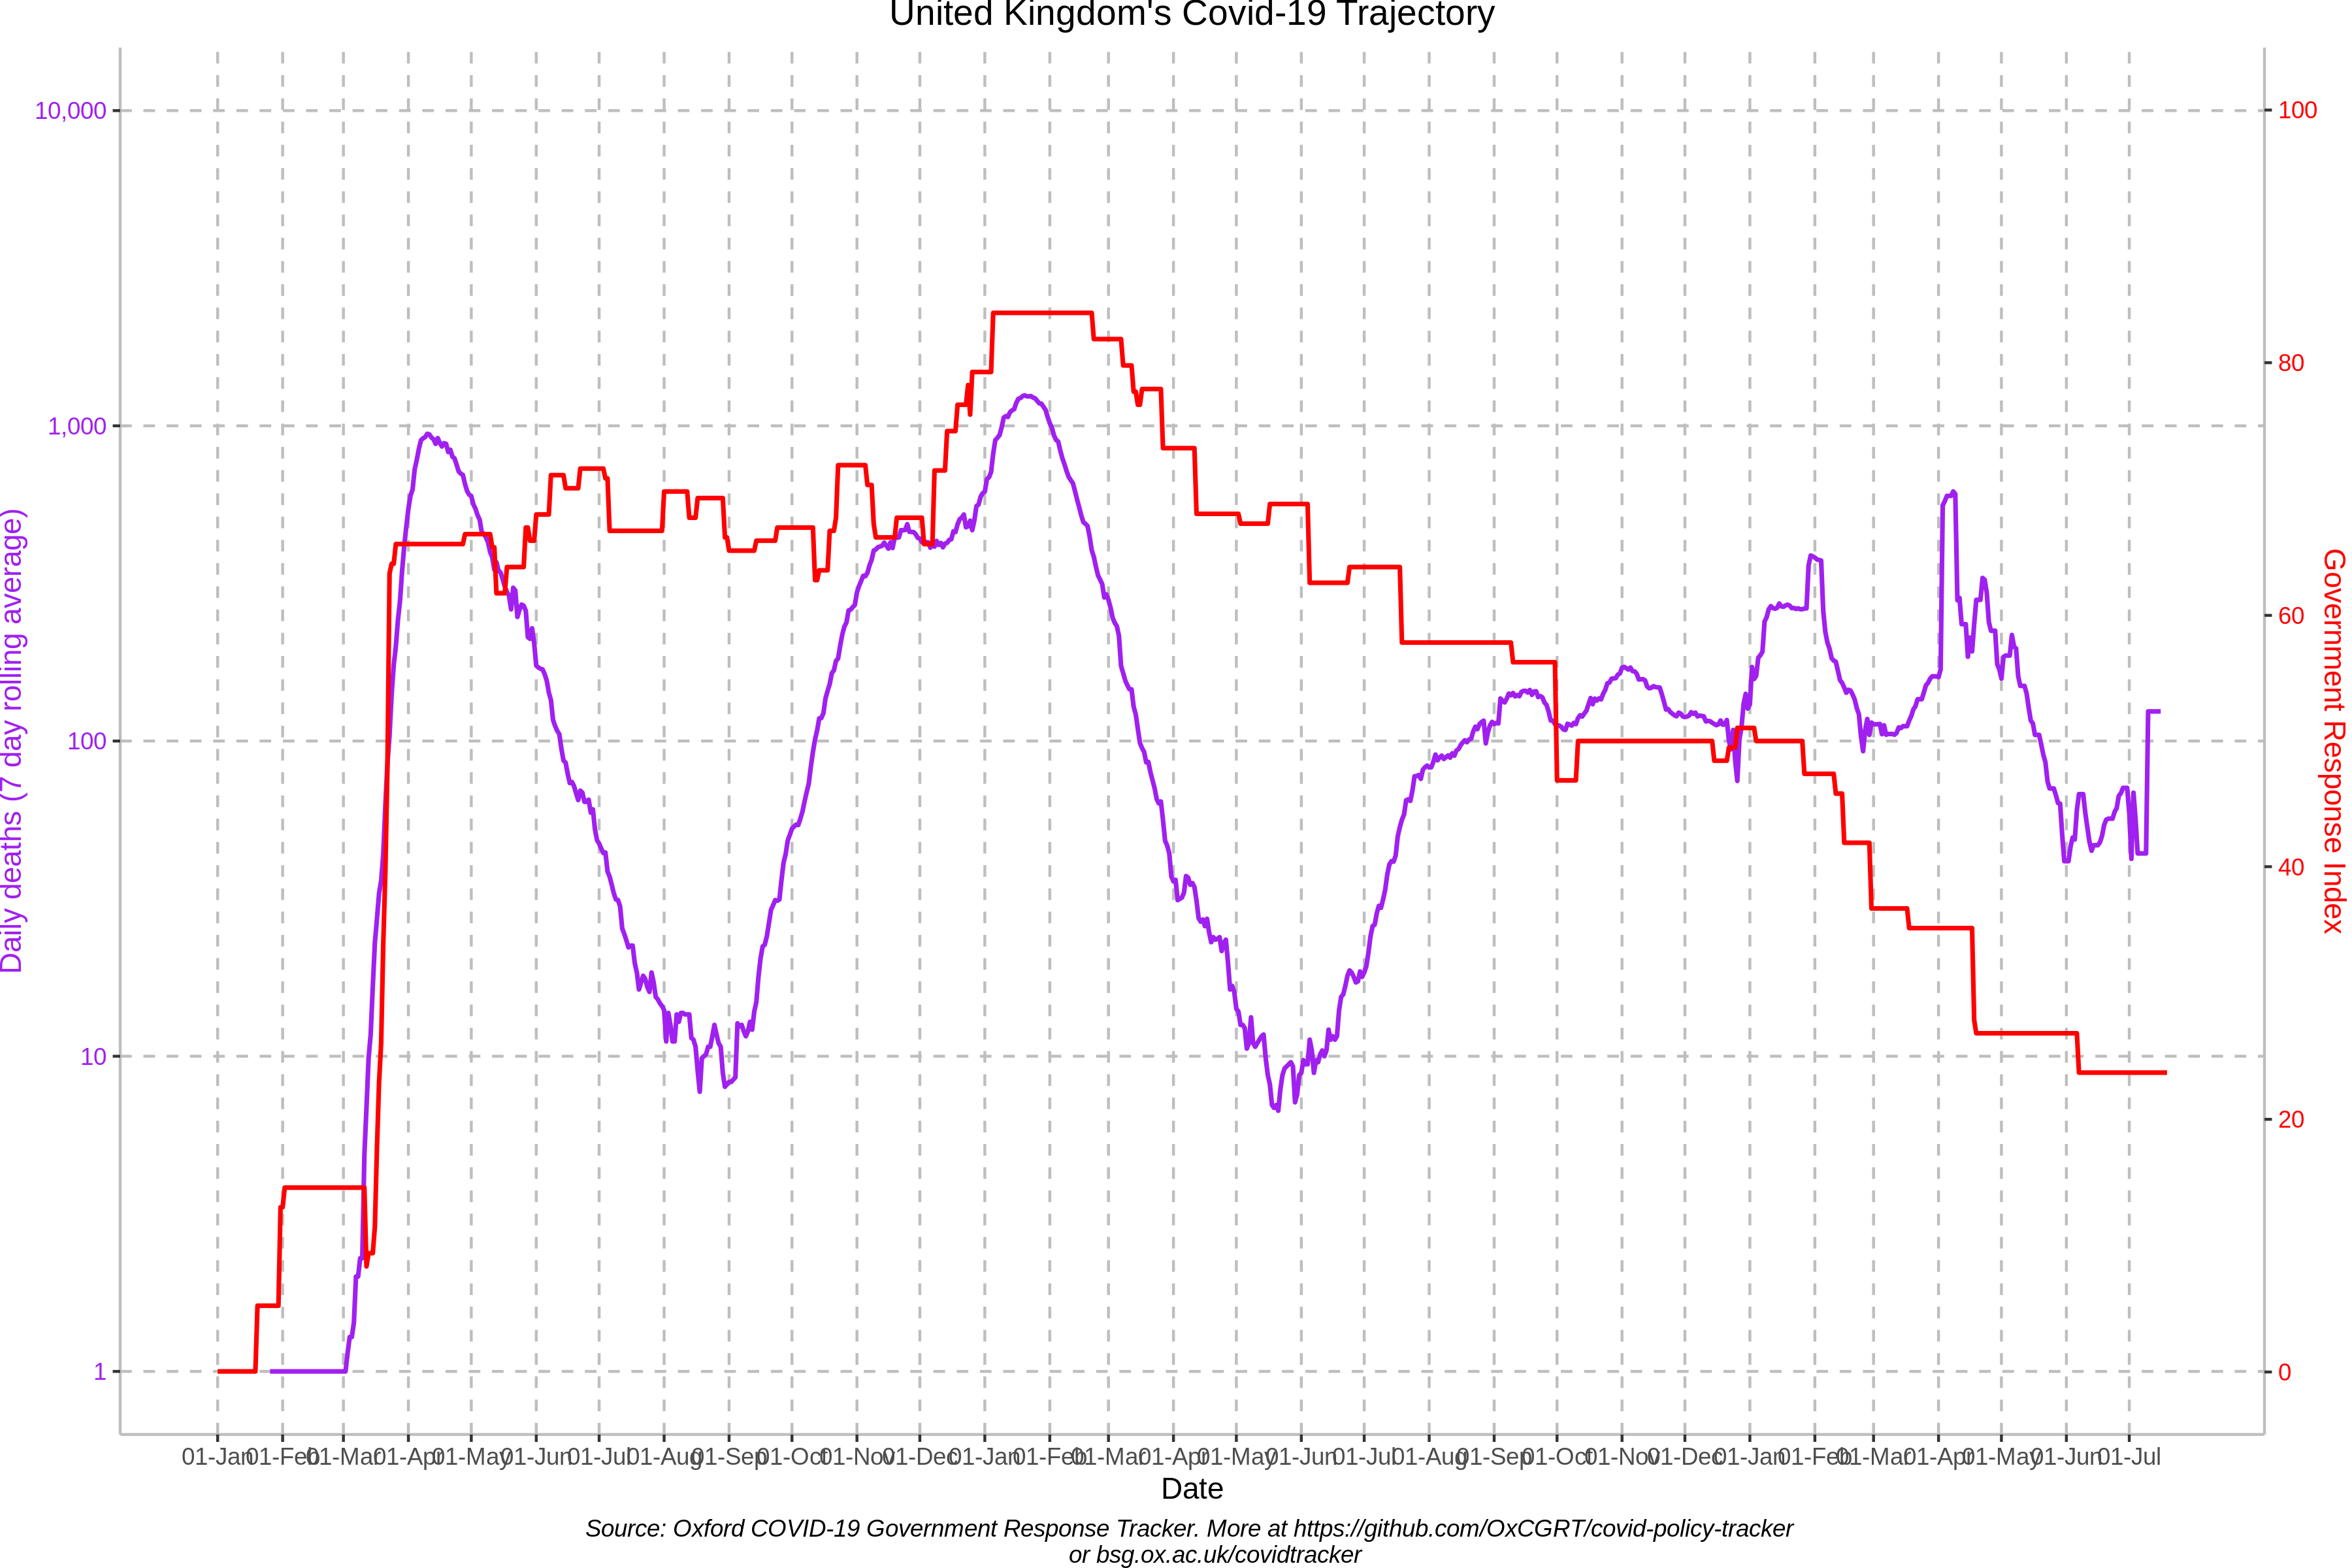 United Kingdom's Covid-19 Trajectory
10,000
1,000
100
10
1
Daily deaths (7 day rolling average)
100
80
60
40
20
0
Government Response Index
01-Jan 01-Feb 01-Mar 01-Apr 01-May 01-Jun 01-Jul 01-Aug 01-Sep 01-Oct 01-Nov 01-Dec 01-Jan 01-Feb 01-Mar 01-Apr 01-May 01-Jun 01-Jul 01-Aug 01-Sep 01-Oct 01-Nov 01-Dec 01-Jan 01-Feb 01-Mar 01-Apr 01-May 01-Jun 01-Jul
Date
Source: Oxford COVID-19 Government Response Tracker. More at https://github.com/OxCGRT/covid-policy-tracker
or bsg.ox.ac.uk/covidtracker